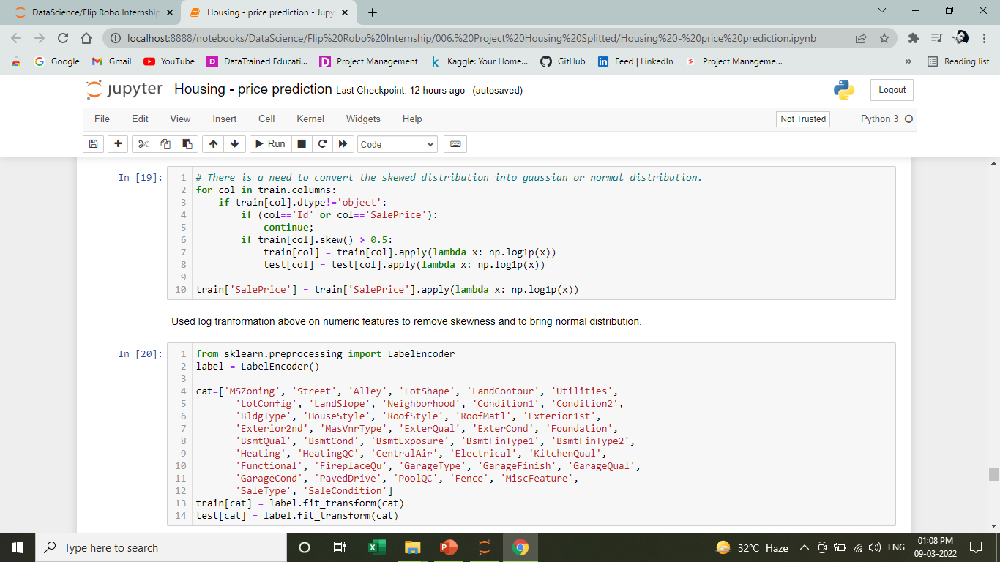 DataScience/Flip Robo Internship
Housing - price prediction - Jupy
localhost:8888/notebooks/DataScience/Flip%20Robo%20Internship/006.%20Project%20Housing%20Splitted/Housing%20-%20price%20prediction.ipynb
Google Gmail YouTube DataTrained Educati... Project Management Kaggle: Your Home... GitHub Feed | LinkedIn Project Manageme... » Reading list
jupyter Housing - price prediction Last Checkpoint: 12 hours ago (autosaved) Logout
File Edit View Insert Cell Kernel Widgets Help Not Trusted Python 3
Run Code
In [19]:
1 # There is a need to convert the skewed distribution into gaussian or normal distribution.
2 for col in train.columns:
3     if train[col].dtype!='object':
4         if (col=='Id' or col=='SalePrice'):
5             continue;
6         if train[col].skew() > 0.5:
7             train[col] = train[col].apply(lambda x: np.log1p(x))
8             test[col] = test[col].apply(lambda x: np.log1p(x))
9
10 train['SalePrice'] = train['SalePrice'].apply(lambda x: np.log1p(x))
Used log tranformation above on numeric features to remove skewness and to bring normal distribution.
In [20]:
1 from sklearn.preprocessing import LabelEncoder
2 label = LabelEncoder()
3
4 cat=['MSZoning', 'Street', 'Alley', 'LotShape', 'LandContour', 'Utilities',
5        'LotConfig', 'LandSlope', 'Neighborhood', 'Condition1', 'Condition2',
6        'BldgType', 'HouseStyle', 'RoofStyle', 'RoofMatl', 'Exterior1st',
7        'Exterior2nd', 'MasVnrType', 'ExterQual', 'ExterCond', 'Foundation',
8        'BsmtQual', 'BsmtCond', 'BsmtExposure', 'BsmtFinType1', 'BsmtFinType2',
9        'Heating', 'HeatingQC', 'CentralAir', 'Electrical', 'KitchenQual',
10        'Functional', 'FireplaceQu', 'GarageType', 'GarageFinish', 'GarageQual',
11        'GarageCond', 'PavedDrive', 'PoolQC', 'Fence', 'MiscFeature',
12        'SaleType', 'SaleCondition']
13 train[cat] = label.fit_transform(cat)
14 test[cat] = label.fit_transform(cat)
Type here to search
32°C Haze
ENG
01:08 PM
09-03-2022